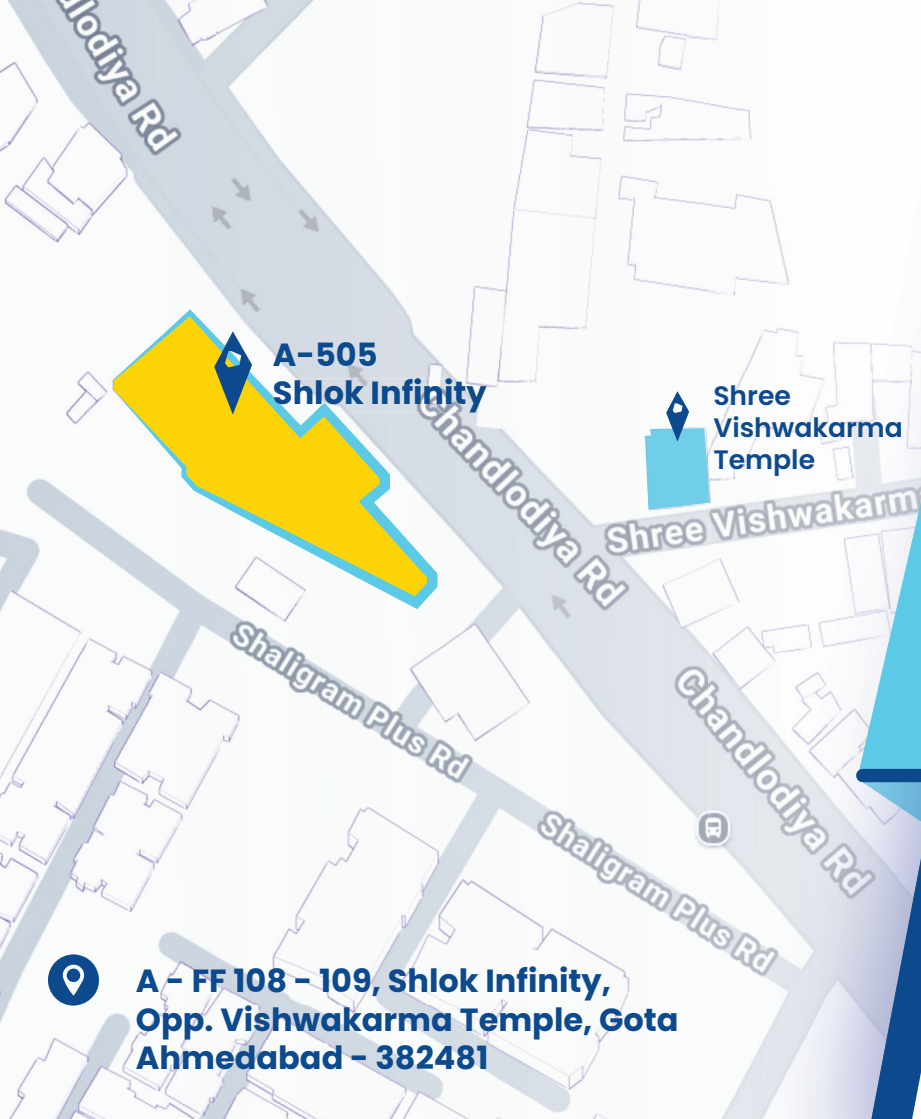 alodiya Rd
A-505
Shlok Infinity
Shree
Vishwakarma
Temple
Chandlodiya Rd
Shree Vishwakarm
Shaligram Plus Rd
Chandlodiya Rd
Shaligram Plus Rd
A - FF 108 - 109, Shlok Infinity,
Opp. Vishwakarma Temple, Gota
Ahmedabad - 382481